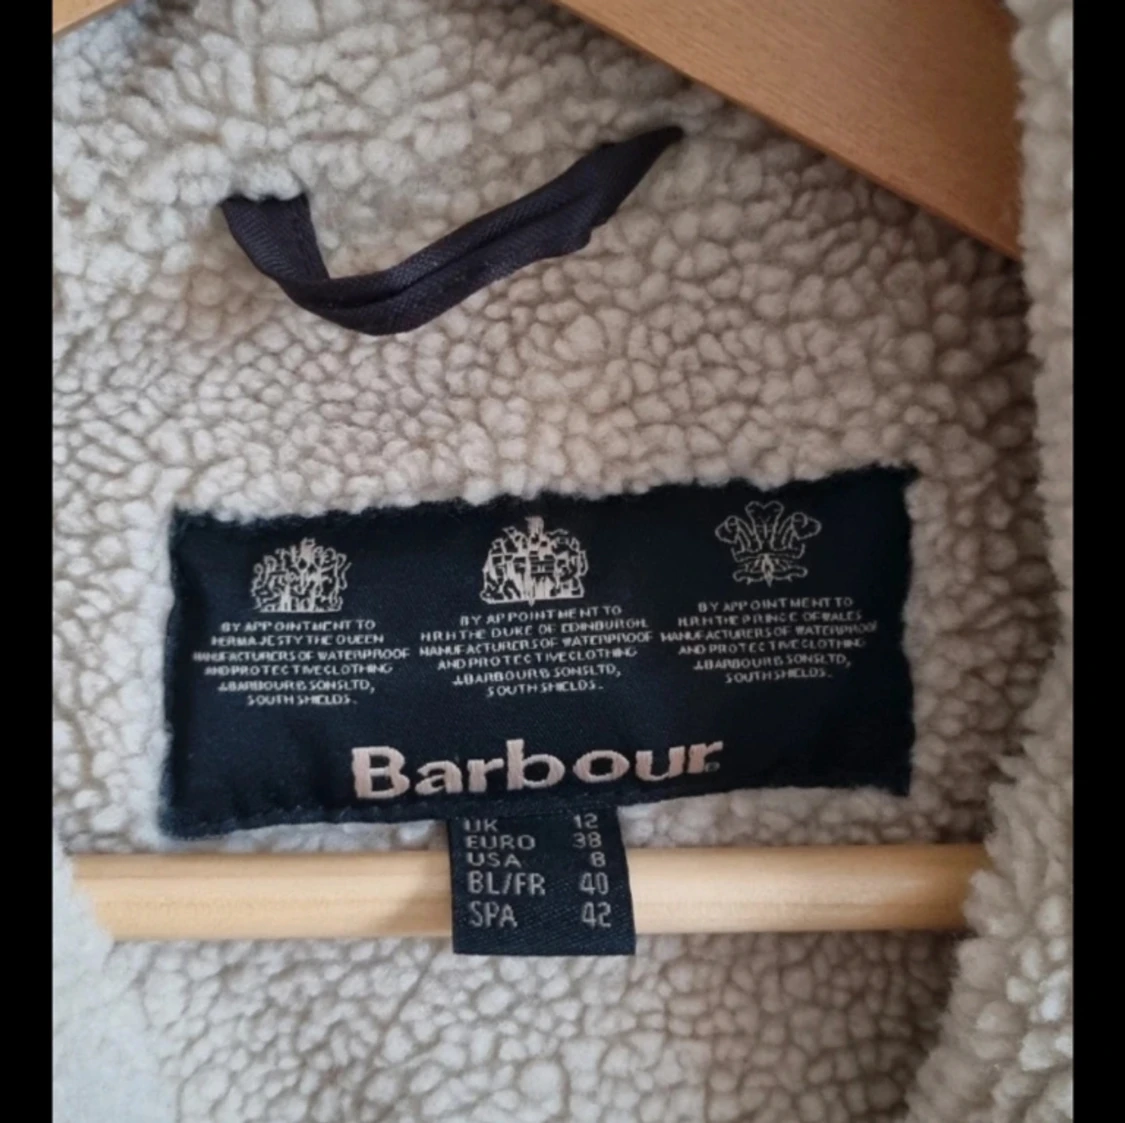 BY APPOINTMENT TO
HER MAJESTY THE QUEEN
MANUFACTURERS OF WATERPROOF
AND PROTECTIVE CLOTHING
J.BARBOUR & SONS LTD,
SOUTH SHIELDS.
BY APPOINTMENT TO
H.R.H THE DUKE OF EDINBURGH.
MANUFACTURERS OF WATERPROOF
AND PROTECTIVE CLOTHING
J.BARBOUR & SONS LTD,
SOUTH SHIELDS.
BY APPOINTMENT TO
H.R.H THE PRINCE OF WALES
MANUFACTURERS OF WATERPROOF
AND PROTECTIVE CLOTHING
J.BARBOUR & SONS LTD,
SOUTH SHIELDS.
Barbour
UK 12
EURO 38
USA 8
BL/FR 40
SPA 42